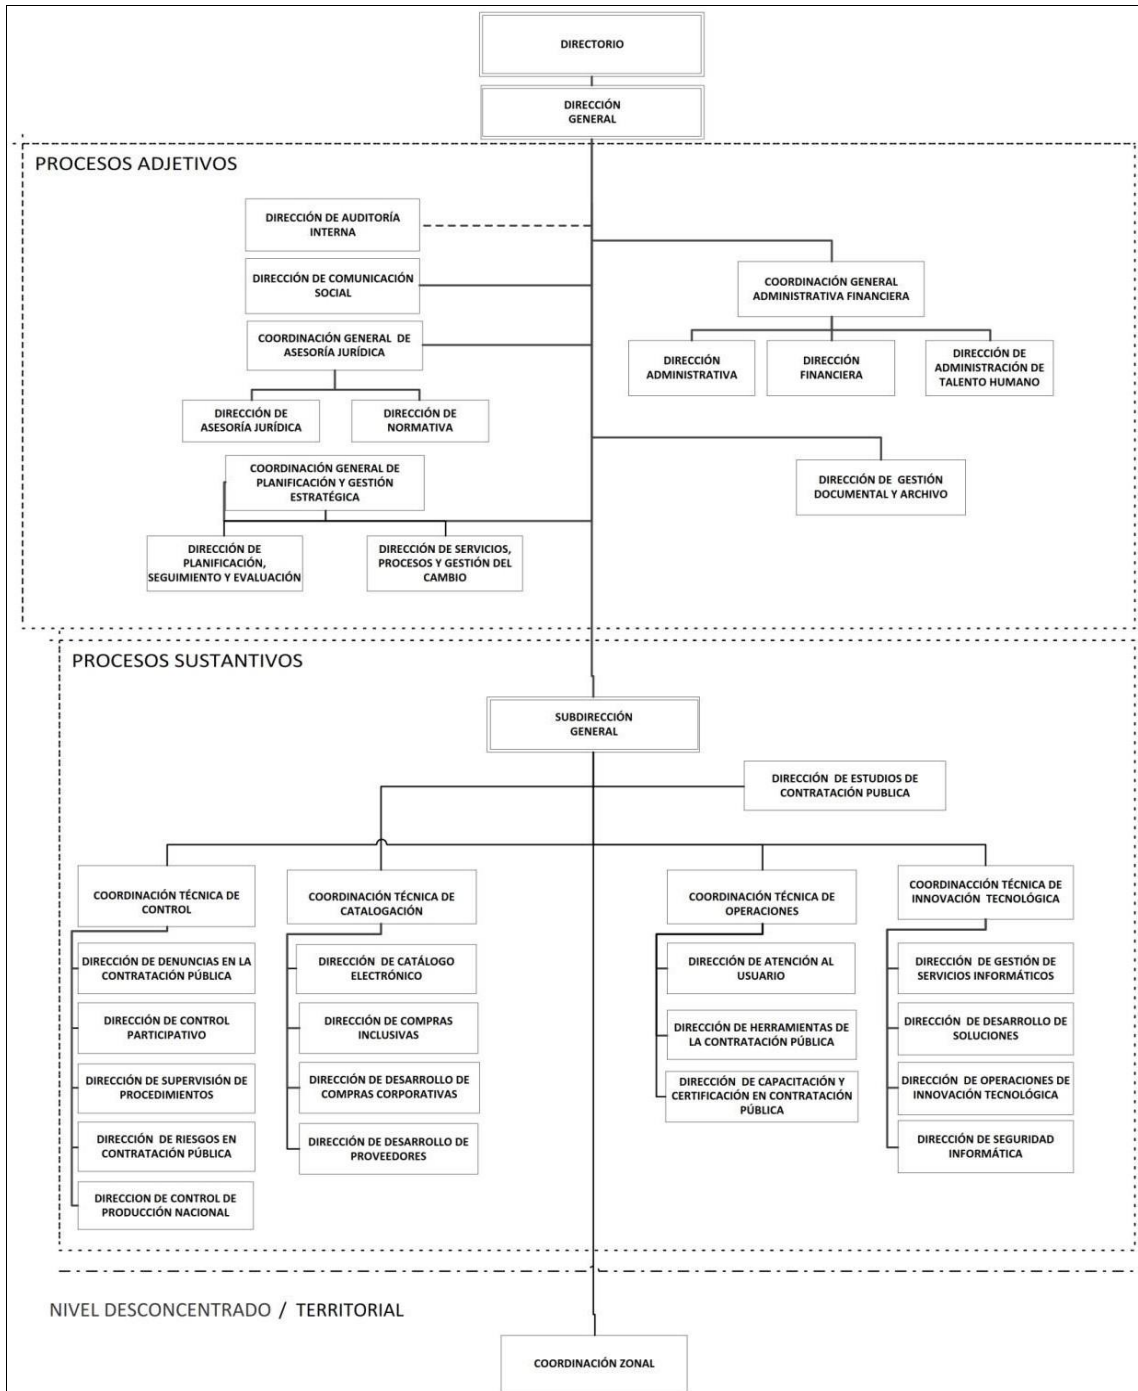 DIRECTORIO
DIRECCIÓN
GENERAL
PROCESOS ADJETIVOS
DIRECCIÓN DE AUDITORÍA
INTERNA
DIRECCIÓN DE COMUNICACIÓN
SOCIAL
COORDINACIÓN GENERAL DE
ASESORÍA JURÍDICA
DIRECCIÓN DE
ASESORÍA JURÍDICA
DIRECCIÓN DE
NORMATIVA
COORDINACIÓN GENERAL DE
PLANIFICACIÓN Y GESTIÓN
ESTRATÉGICA
DIRECCIÓN DE
PLANIFICACIÓN,
SEGUIMIENTO Y EVALUACIÓN
DIRECCIÓN DE SERVICIOS,
PROCESOS Y GESTIÓN DEL
CAMBIO
COORDINACIÓN GENERAL
ADMINISTRATIVA FINANCIERA
DIRECCIÓN
ADMINISTRATIVA
DIRECCIÓN
FINANCIERA
DIRECCIÓN DE
ADMINISTRACIÓN DE
TALENTO HUMANO
DIRECCIÓN DE GESTIÓN
DOCUMENTAL Y ARCHIVO
PROCESOS SUSTANTIVOS
SUBDIRECCIÓN
GENERAL
DIRECCIÓN DE ESTUDIOS DE
CONTRATACIÓN PUBLICA
COORDINACIÓN TÉCNICA DE
CONTROL
DIRECCIÓN DE DENUNCIAS EN LA
CONTRATACIÓN PÚBLICA
DIRECCIÓN DE CONTROL
PARTICIPATIVO
DIRECCIÓN DE SUPERVISIÓN DE
PROCEDIMIENTOS
DIRECCIÓN DE RIESGOS EN
CONTRATACIÓN PÚBLICA
DIRECCION DE CONTROL DE
PRODUCCIÓN NACIONAL
COORDINACIÓN TÉCNICA DE
CATALOGACIÓN
DIRECCIÓN DE CATÁLOGO
ELECTRÓNICO
DIRECCIÓN DE COMPRAS
INCLUSIVAS
DIRECCIÓN DE DESARROLLO DE
COMPRAS CORPORATIVAS
DIRECCIÓN DE DESARROLLO DE
PROVEEDORES
COORDINACIÓN TÉCNICA DE
OPERACIONES
DIRECCIÓN DE ATENCIÓN AL
USUARIO
DIRECCIÓN DE HERRAMIENTAS DE
LA CONTRATACIÓN PÚBLICA
DIRECCIÓN DE CAPACITACIÓN Y
CERTIFICACIÓN EN CONTRATACIÓN
PÚBLICA
COORDINACCIÓN TÉCNICA DE
INNOVACIÓN TECNOLÓGICA
DIRECCIÓN DE GESTIÓN DE
SERVICIOS INFORMÁTICOS
DIRECCIÓN DE DESARROLLO DE
SOLUCIONES
DIRECCIÓN DE OPERACIONES DE
INNOVACIÓN TECNOLÓGICA
DIRECCIÓN DE SEGURIDAD
INFORMÁTICA
NIVEL DESCONCENTRADO / TERRITORIAL
COORDINACIÓN ZONAL